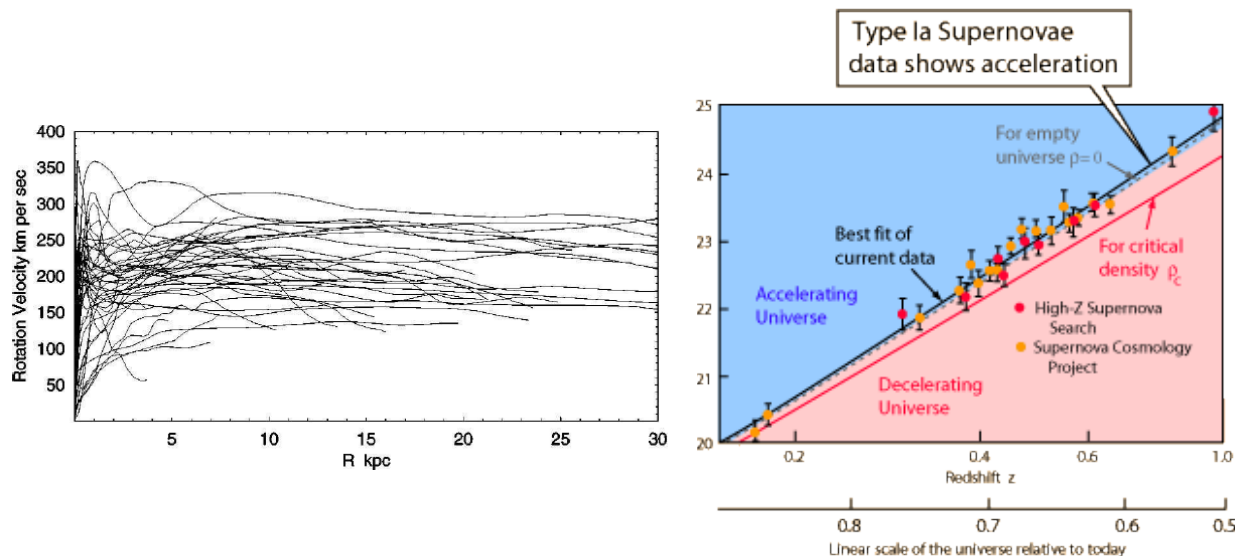 400
350
300
250
200
150
100
50
Rotation Velocity km per sec
5
10
15
20
25
30
R kpc
Type Ia Supernovae
data shows acceleration
25
24
23
22
21
20
For empty
universe ρ=0
Best fit of
current data
For critical
density ρc
Accelerating
Universe
High-Z Supernova
Search
Supernova Cosmology
Project
Decelerating
Universe
0.2
0.4
0.6
1.0
Redshift z
0.8
0.7
0.6
0.5
Linear scale of the universe relative to today